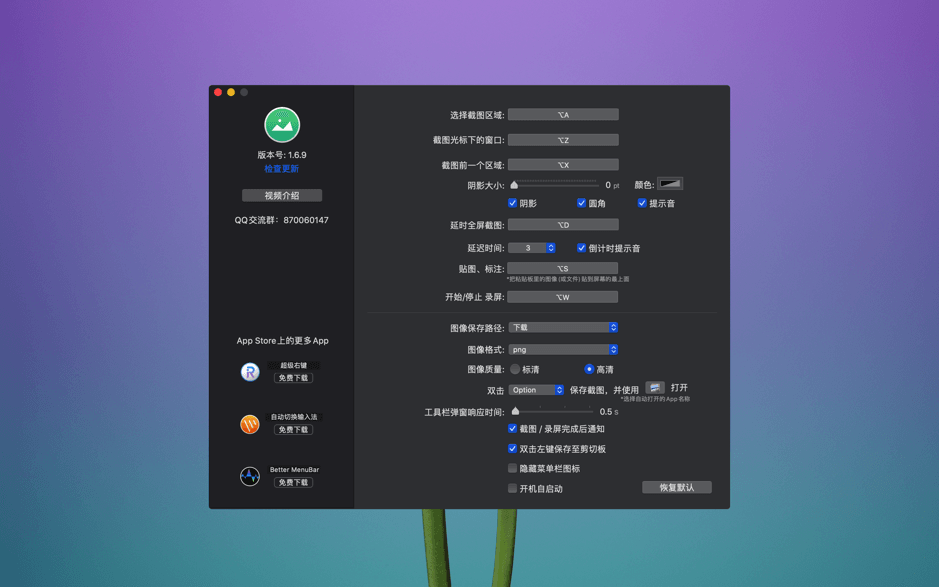 版本号: 1.6.9
检查更新
视频介绍
QQ交流群: 870060147
App Store上的更多App
超级右键
免费下载
自动切换输入法
免费下载
Better MenuBar
免费下载
选择截图区域: ⌥A
截图光标下的窗口: ⌥Z
截图前一个区域: ⌥X
阴影大小: 0 pt 颜色:
阴影 圆角 提示音
延时全屏截图: ⌥D
延迟时间: 3 倒计时提示音
贴图、标注: ⌥S
*把粘贴板里的图像 (或文件) 贴到屏幕的最上面
开始/停止 录屏: ⌥W
图像保存路径: 下载
图像格式: png
图像质量: 标清 高清
双击 Option 保存截图，并使用 打开
*选择自动打开的App名称
工具栏弹窗响应时间: 0.5 s
截图 / 录屏完成后通知
双击左键保存至剪切板
隐藏菜单栏图标
开机自启动 恢复默认